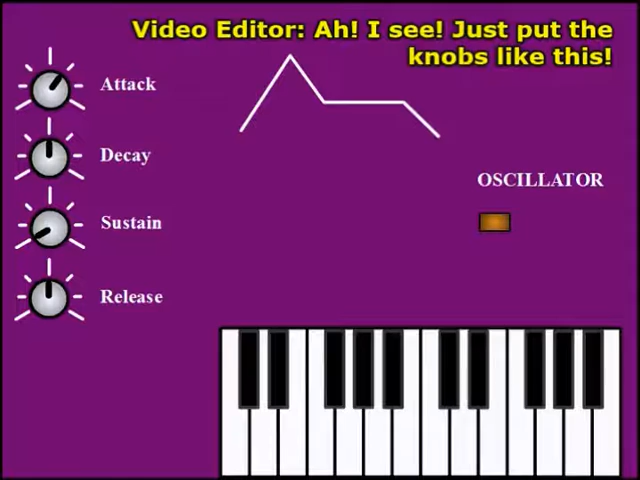 Video Editor: Ah! I see! Just put the
knobs like this!
Attack
Decay
OSCILLATOR
Sustain
Release